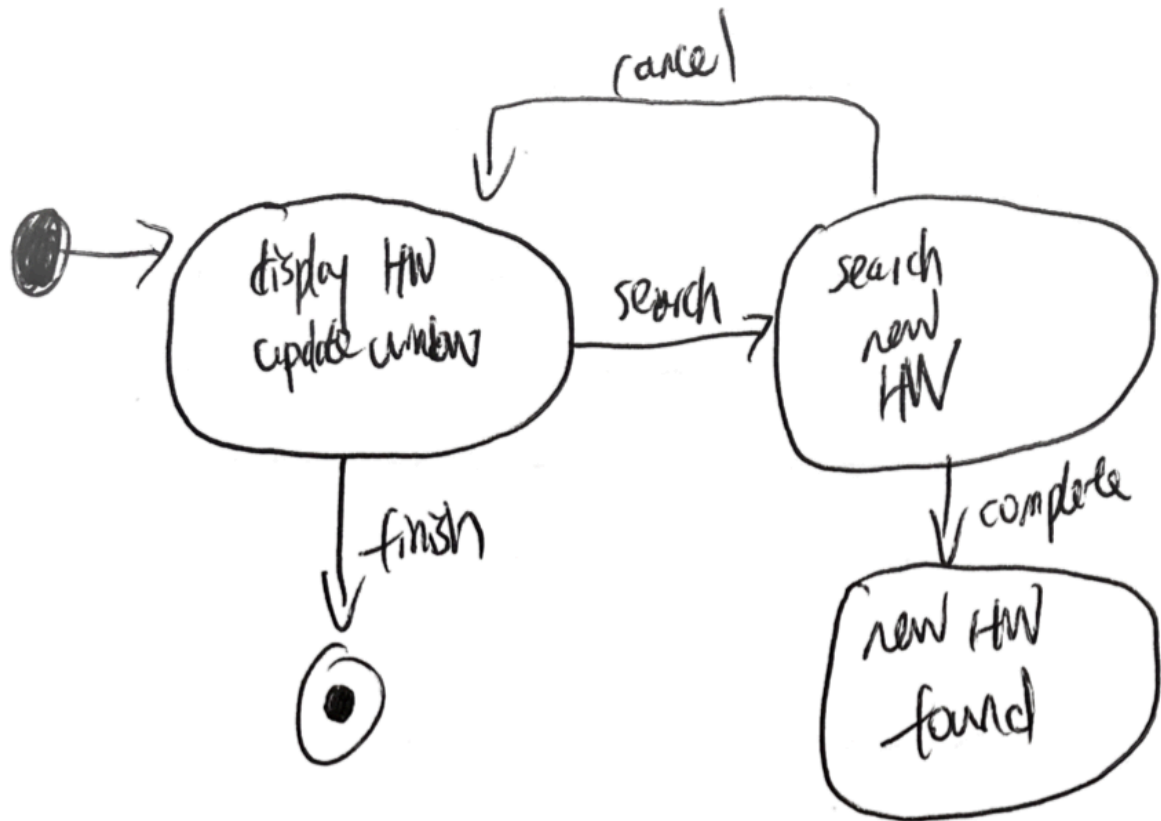 cancel
display HW
update window
search
search
new
HW
finish
complete
new HW
found